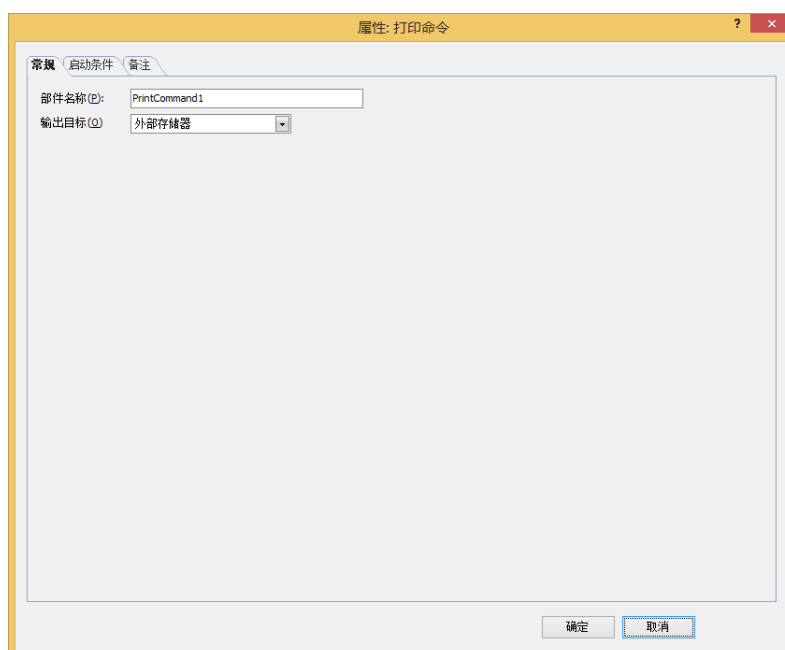 属性: 打印命令
?
常规 启动条件 备注
部件名称(P): PrintCommand1
输出目标(O) 外部存储器
确定 取消